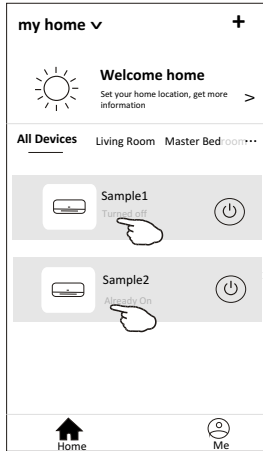 my home
Welcome home
Set your home location, get more
information
All Devices Living Room Master Bedroom
Sample1
Turned off
Sample2
Already On
Home Me